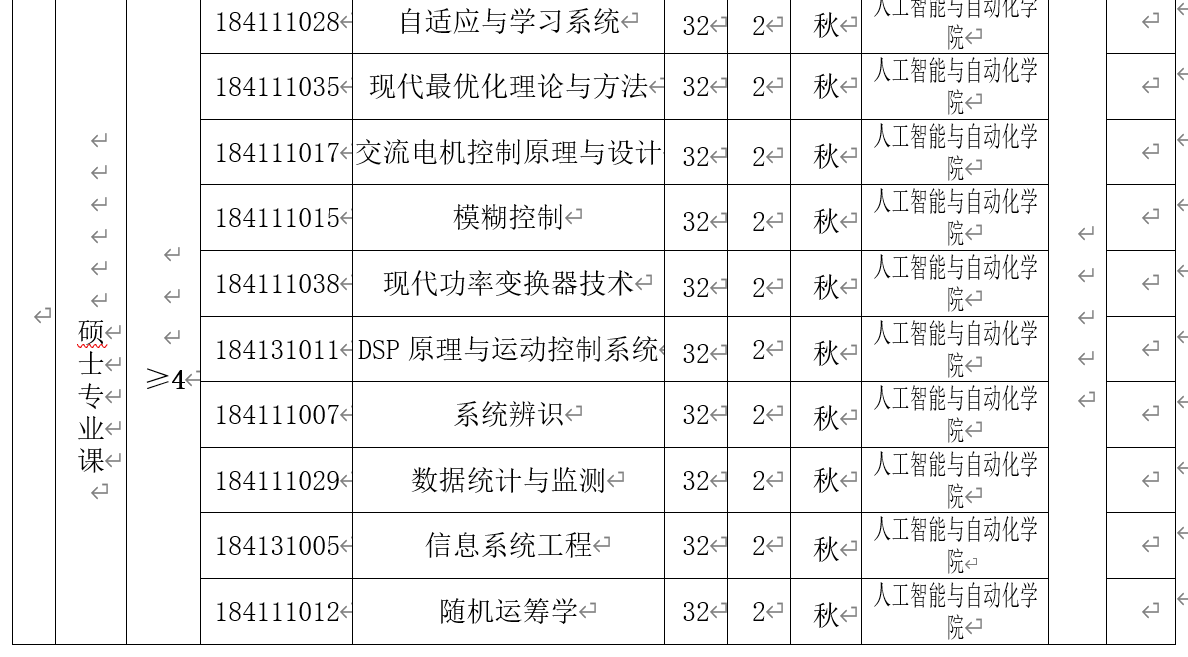 184111028 自适应与学习系统 32 2 秋 人工智能与自动化学
院
184111035 现代最优化理论与方法 32 2 秋 人工智能与自动化学
院
184111017 交流电机控制原理与设计 32 2 秋 人工智能与自动化学
院
184111015 模糊控制 32 2 秋 人工智能与自动化学
院
184111038 现代功率变换器技术 32 2 秋 人工智能与自动化学
院
硕
士
专
业
课
≥4
184131011 DSP 原理与运动控制系统 32 2 秋 人工智能与自动化学
院
184111007 系统辨识 32 2 秋 人工智能与自动化学
院
184111029 数据统计与监测 32 2 秋 人工智能与自动化学
院
184131005 信息系统工程 32 2 秋 人工智能与自动化学
院
184111012 随机运筹学 32 2 秋 人工智能与自动化学
院